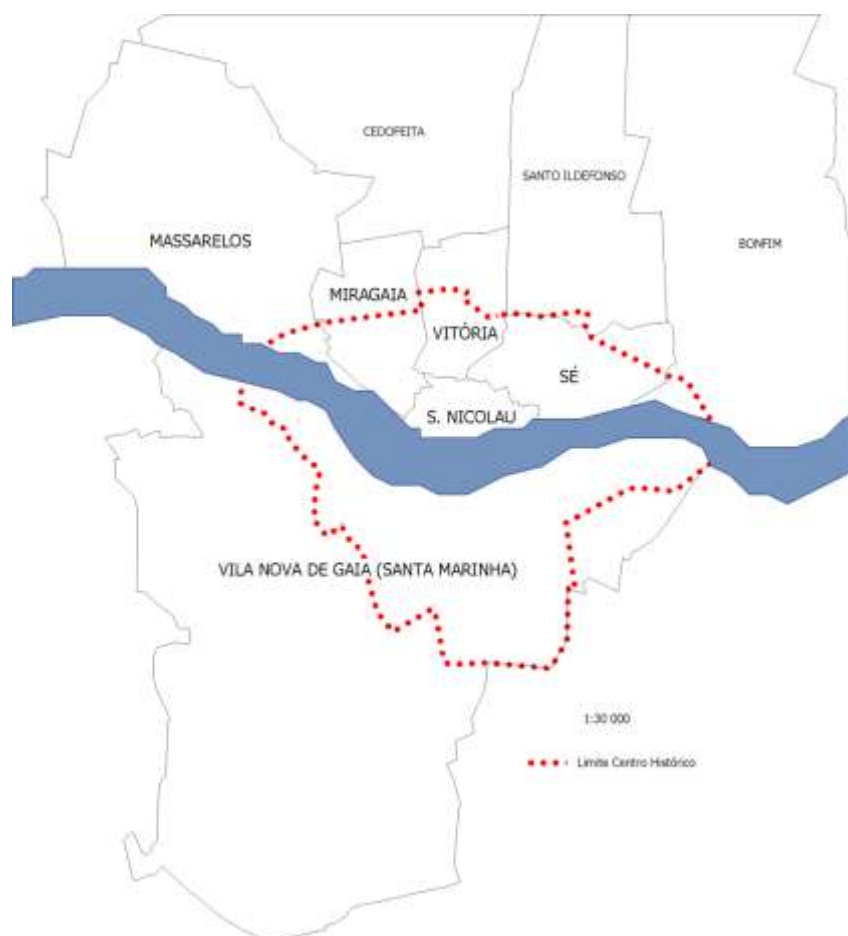 CEDOFEITA
SANTO ILDEFONSO
MASSARELOS
BONFIM
MIRAGAIA
VITÓRIA
SÉ
S. NICOLAU
VILA NOVA DE GAIA (SANTA MARINHA)
1:30 000
Limite Centro Histórico